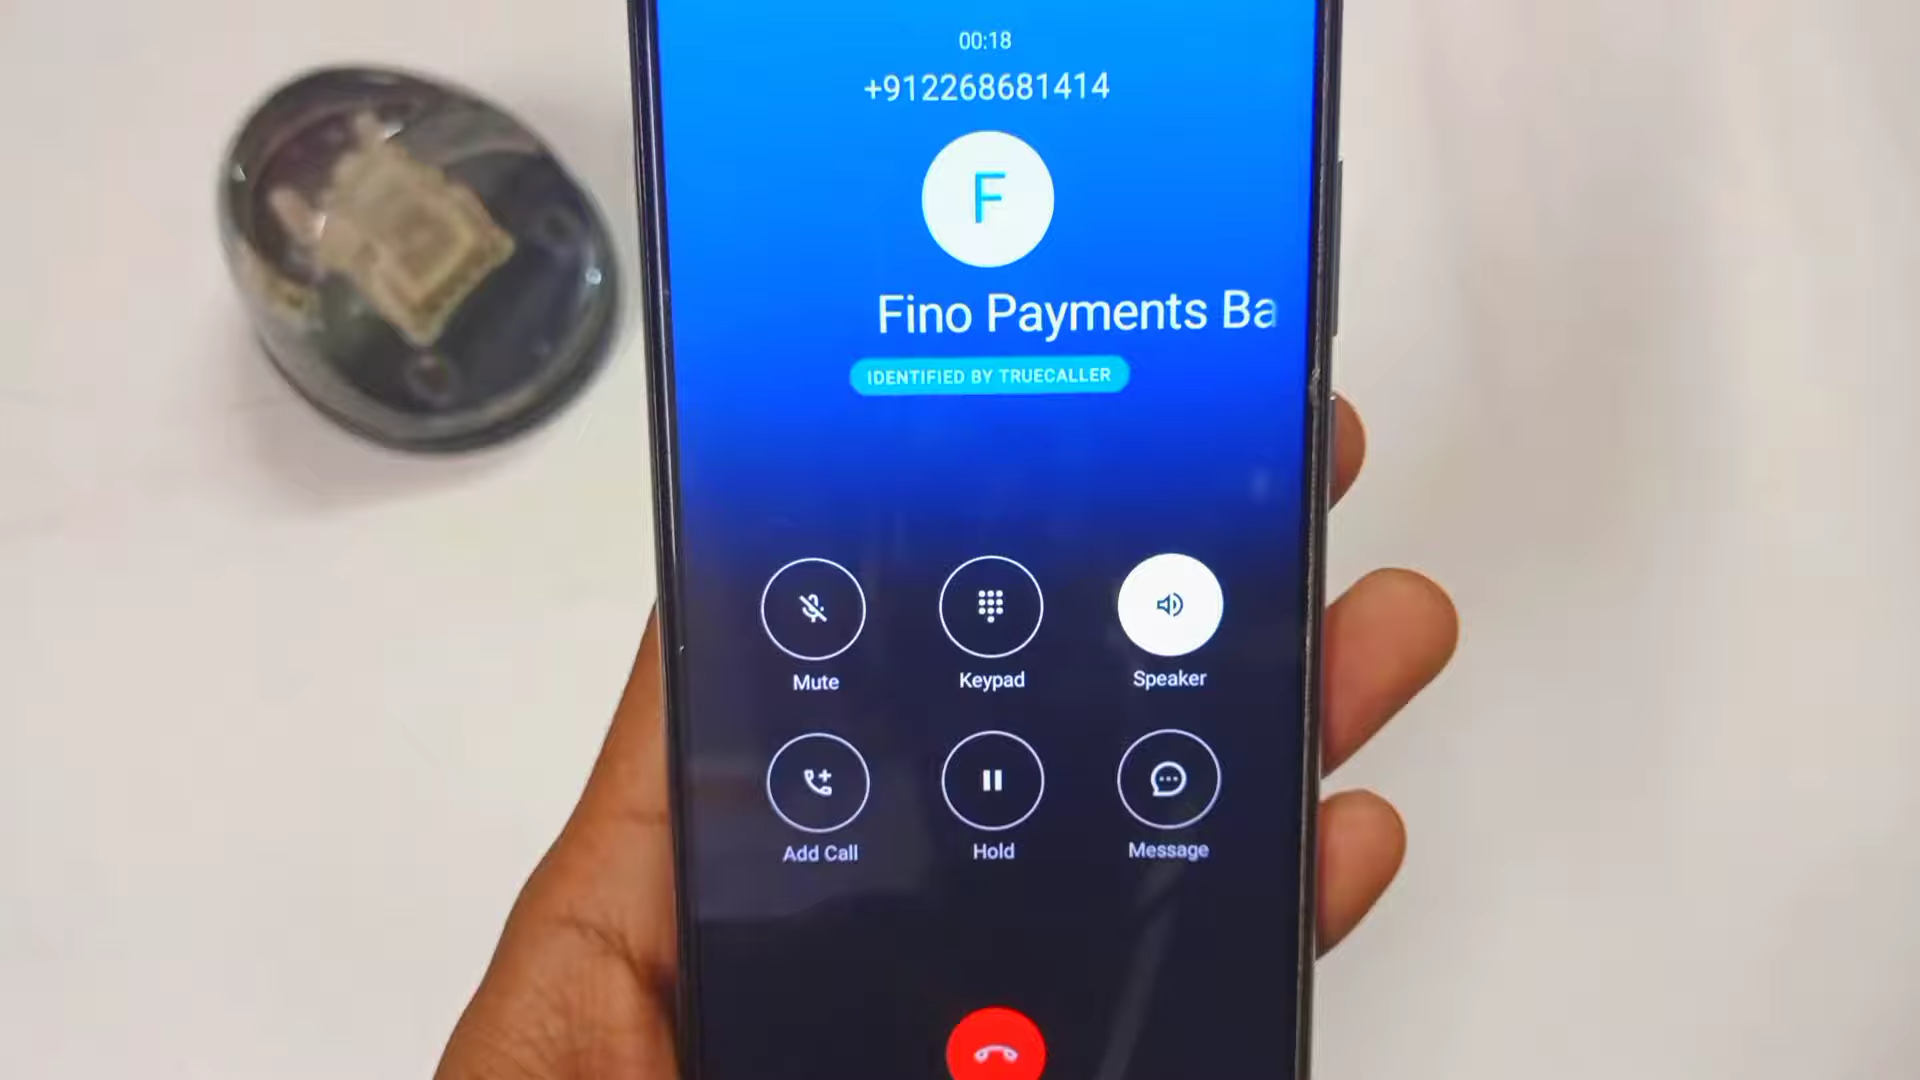 00:18
+912268681414
F
Fino Payments Ba
IDENTIFIED BY TRUECALLER
Mute
Keypad
Speaker
Add Call
Hold
Message